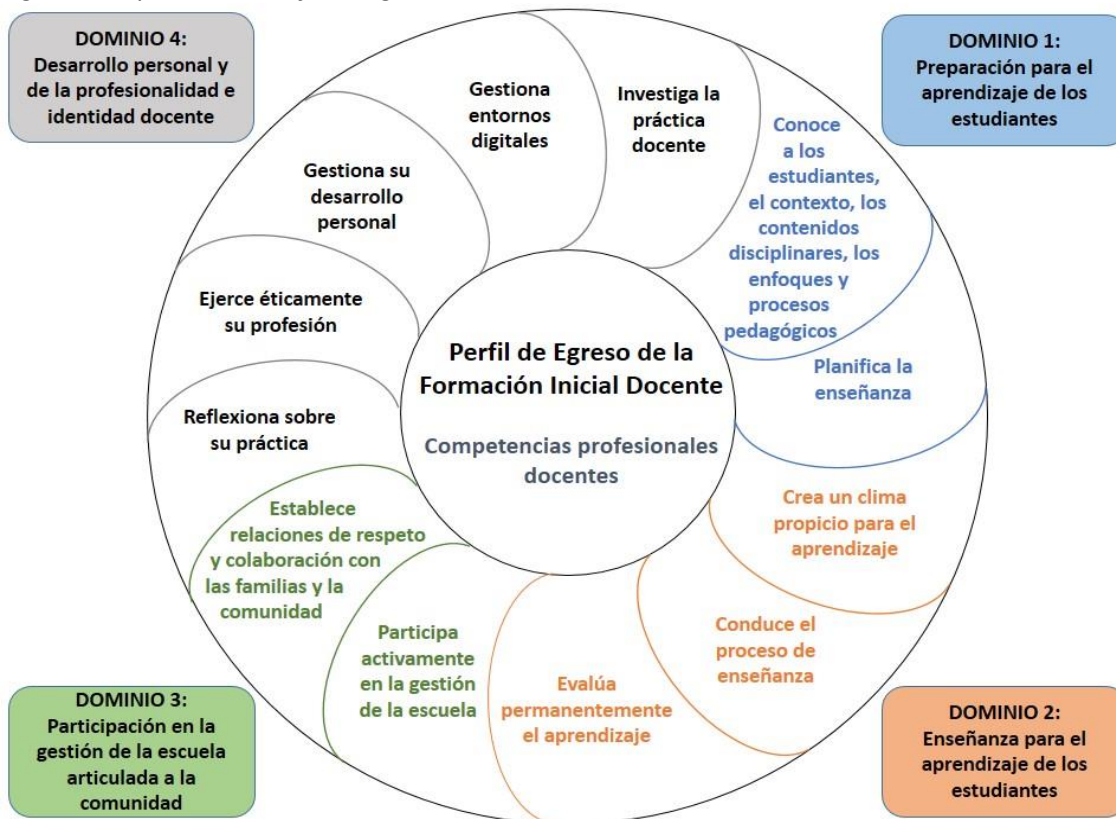 DOMINIO 4:
Desarrollo personal y
de la profesionalidad e
identidad docente
DOMINIO 1:
Preparación para el
aprendizaje de los
estudiantes
Gestiona
entornos
digitales
Investiga la
práctica
docente
Conoce
a los
estudiantes,
el contexto, los
contenidos
disciplinares, los
enfoques y
procesos
pedagógicos
Gestiona su
desarrollo
personal
Ejerce éticamente
su profesión
Perfil de Egreso de la
Formación Inicial Docente
Competencias profesionales
docentes
Planifica la
enseñanza
Reflexiona sobre
su práctica
Crea un clima
propicio para el
aprendizaje
Establece
relaciones de respeto
y colaboración con
las familias y la
comunidad
Conduce el
proceso de
enseñanza
Participa
activamente
en la gestión
de la escuela
Evalúa
permanentemente
el aprendizaje
DOMINIO 3:
Participación en la
gestión de la escuela
articulada a la
comunidad
DOMINIO 2:
Enseñanza para el
aprendizaje de los
estudiantes